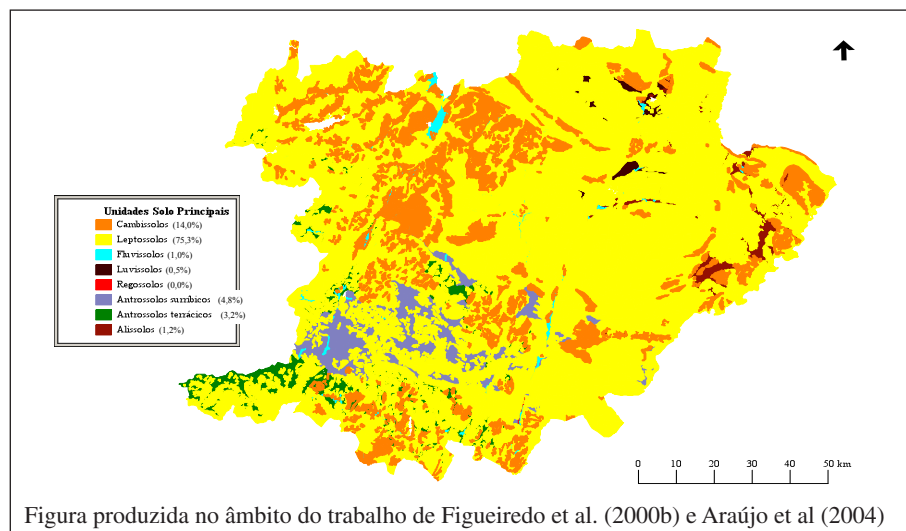 Unidades Solo Principais
Cambissolos (14,0%)
Leptossolos (75,3%)
Fluvissolos (1,0%)
Luvissolos (0,5%)
Regossolos (0,0%)
Antrossolos surríbicos (4,8%)
Antrossolos terrácicos (3,2%)
Alissolos (1,2%)
0 10 20 30 40 50 km
Figura produzida no âmbito do trabalho de Figueiredo et al. (2000b) e Araújo et al (2004)